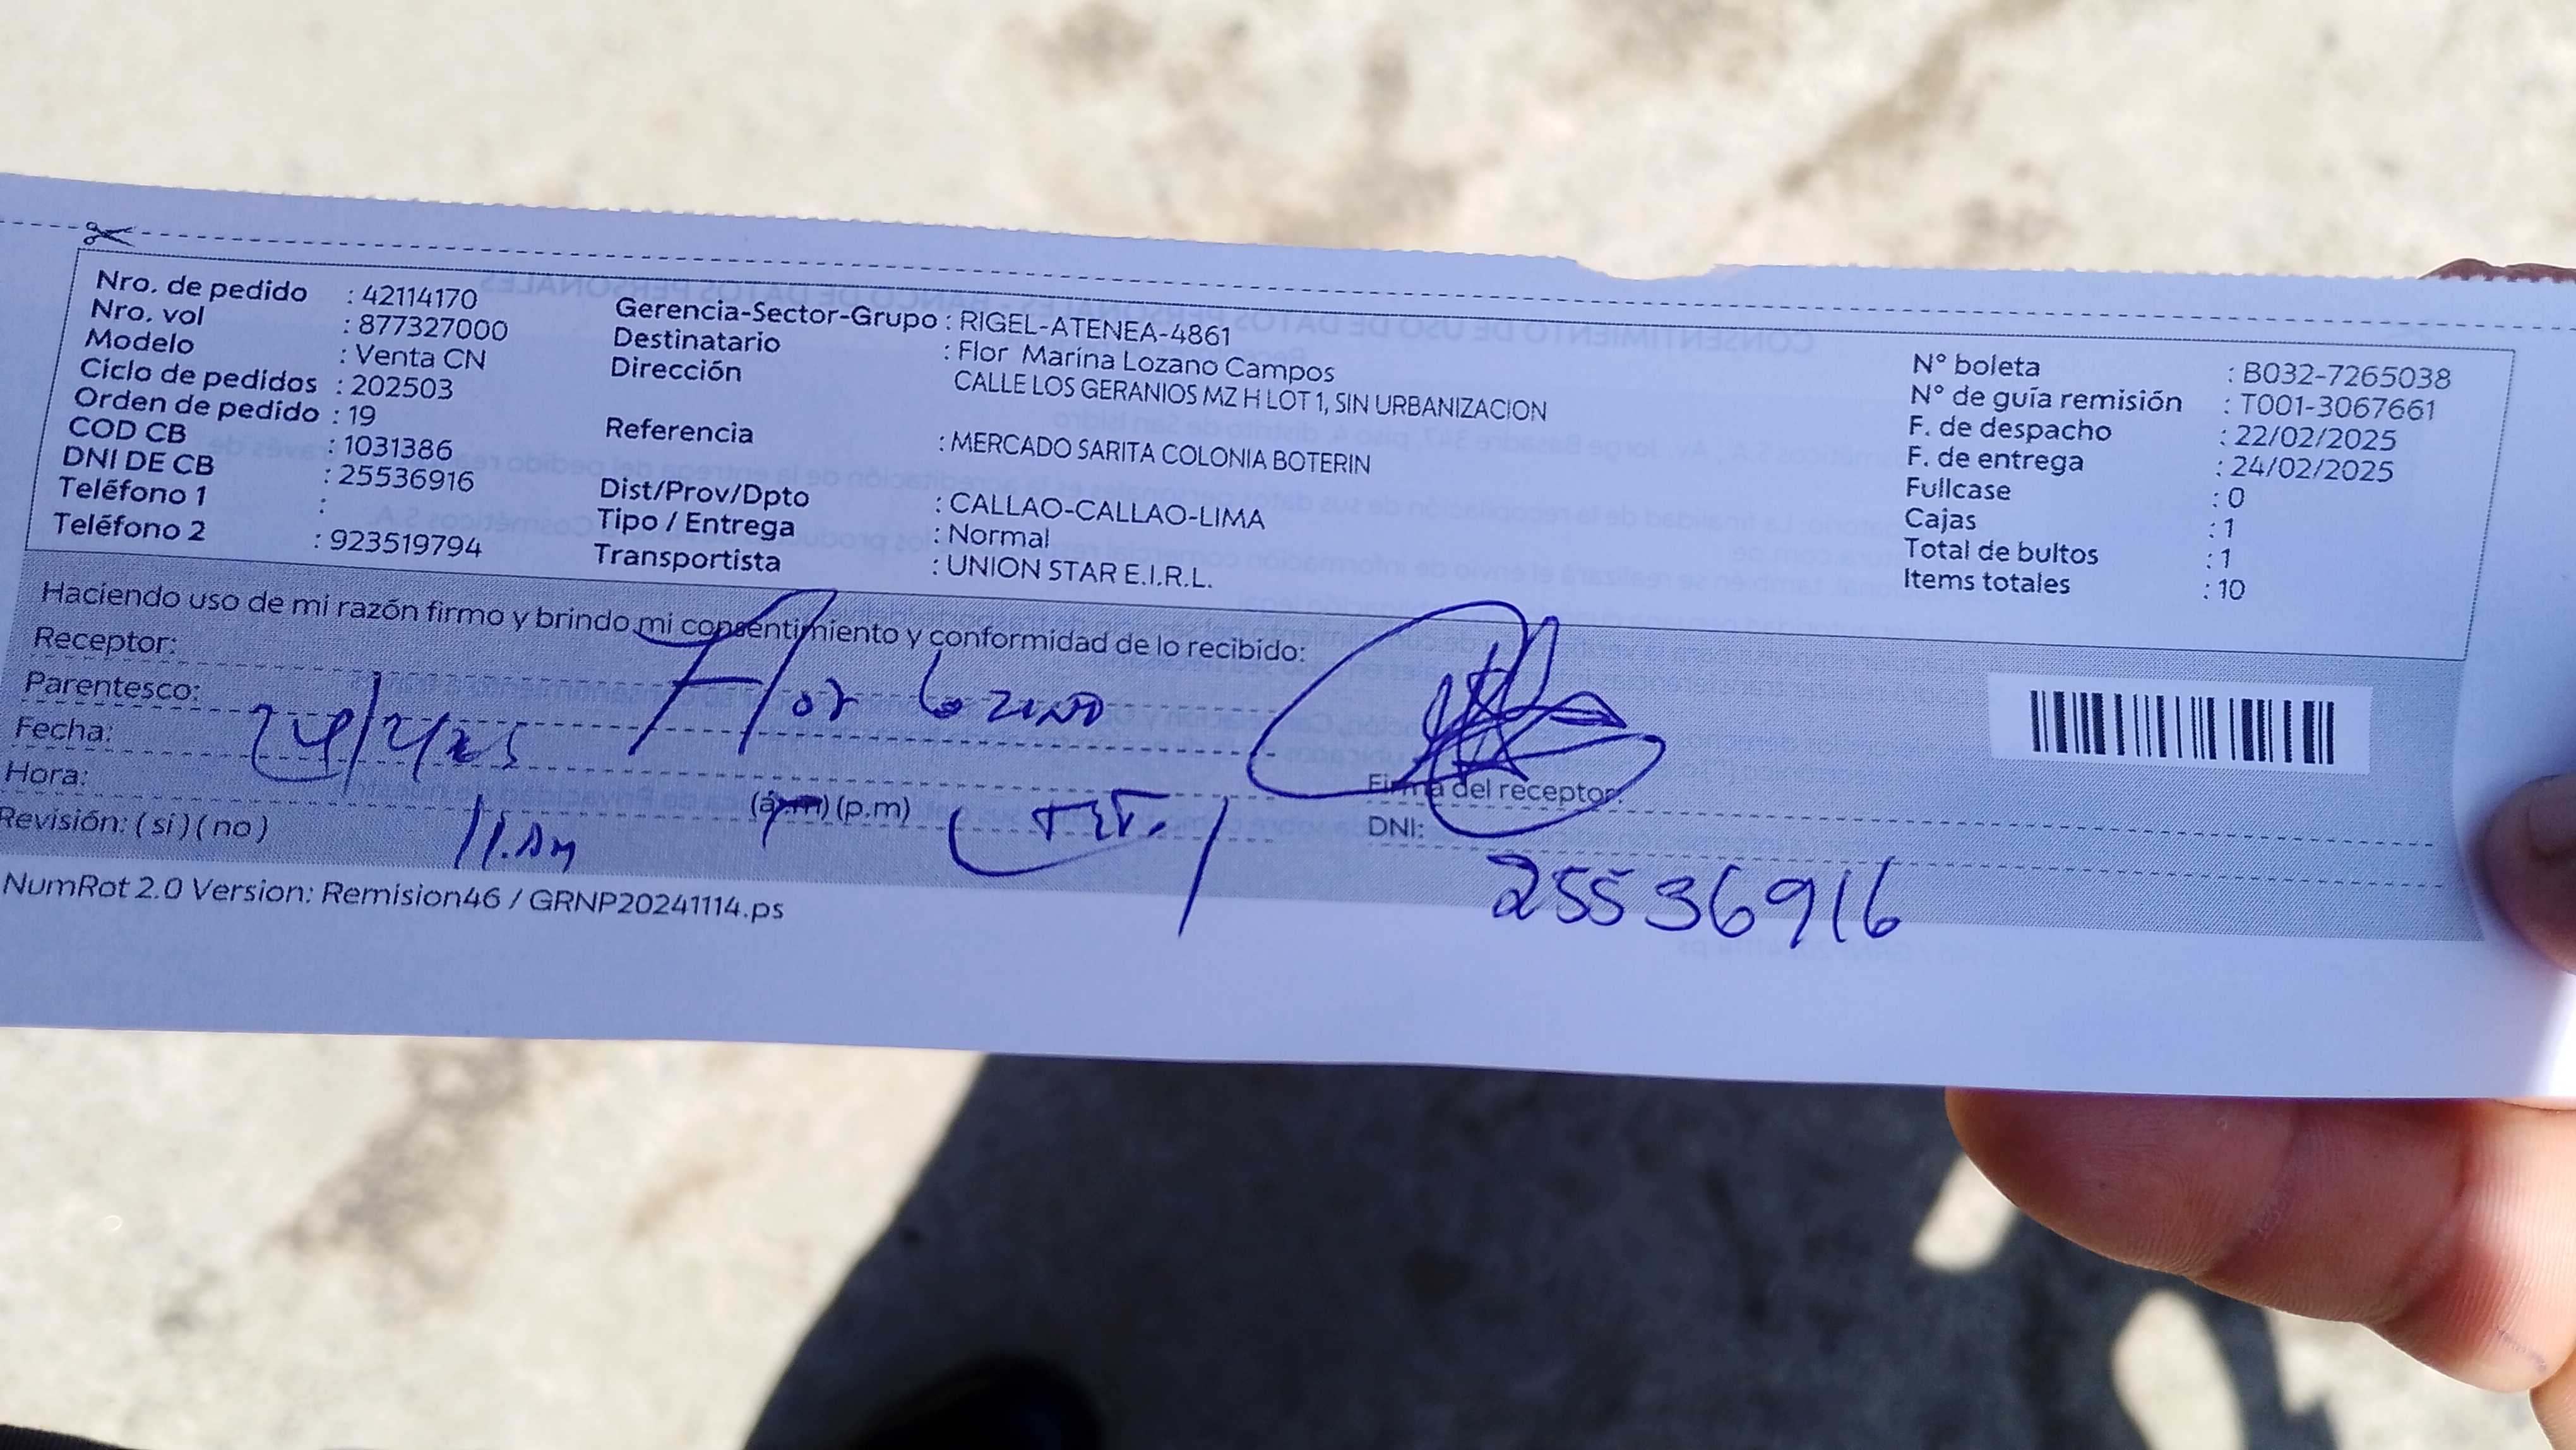 Nro. de pedido : 42114170
Nro. vol : 877327000
Modelo : Venta CN
Ciclo de pedidos : 202503
Orden de pedido : 19
COD CB : 1031386
DNI DE CB : 25536916
Teléfono 1 :
Teléfono 2 : 923519794
Gerencia-Sector-Grupo : RIGEL-ATENEA-4861
Destinatario : Flor Marina Lozano Campos
Dirección CALLE LOS GERANIOS MZ H LOT 1, SIN URBANIZACION
Referencia : MERCADO SARITA COLONIA BOTERIN
Dist/Prov/Dpto : CALLAO-CALLAO-LIMA
Tipo / Entrega : Normal
Transportista : UNION STAR E.I.R.L.
N° boleta : B032-7265038
N° de guía remisión : T001-3067661
F. de despacho : 22/02/2025
F. de entrega : 24/02/2025
Fullcase : 0
Cajas : 1
Total de bultos : 1
Items totales : 10
Haciendo uso de mi razón firmo y brindo mi consentimiento y conformidad de lo recibido:
Receptor: Flor Lozano
Parentesco:
Fecha: 24/2/25
Hora: 11.Am (a.m) (p.m)
Revisión: ( si ) ( no )
Firma del receptor:
DNI: 25536916
NumRot 2.0 Version: Remision46 / GRNP20241114.ps